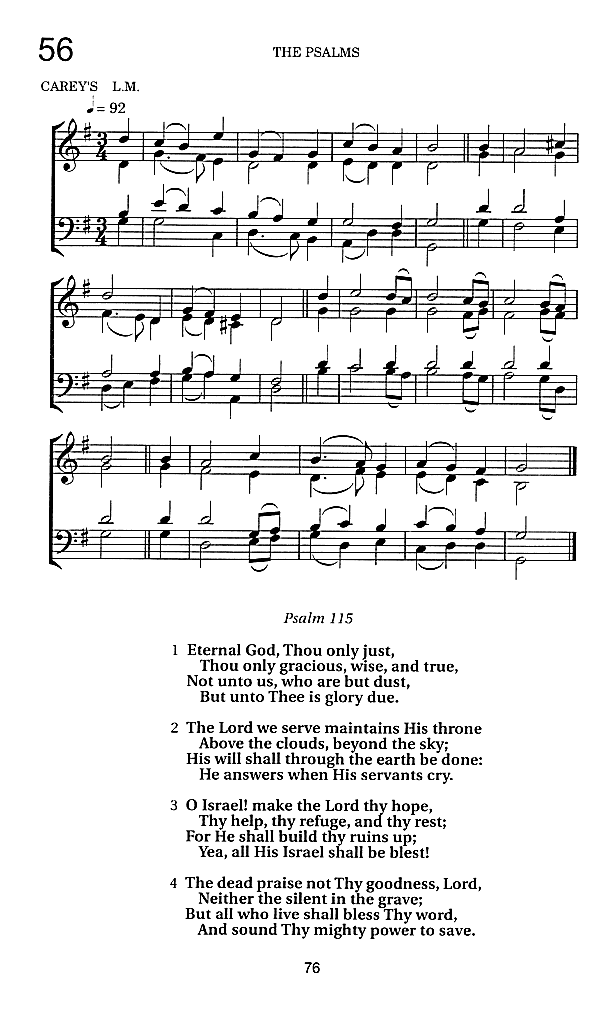 56
THE PSALMS
CAREY'S L.M.
♩= 92
Psalm 115
1 Eternal God, Thou only just,
Thou only gracious, wise, and true,
Not unto us, who are but dust,
But unto Thee is glory due.
2 The Lord we serve maintains His throne
Above the clouds, beyond the sky;
His will shall through the earth be done:
He answers when His servants cry.
3 O Israel! make the Lord thy hope,
Thy help, thy refuge, and thy rest;
For He shall build thy ruins up;
Yea, all His Israel shall be blest!
4 The dead praise not Thy goodness, Lord,
Neither the silent in the grave;
But all who live shall bless Thy word,
And sound Thy mighty power to save.
76